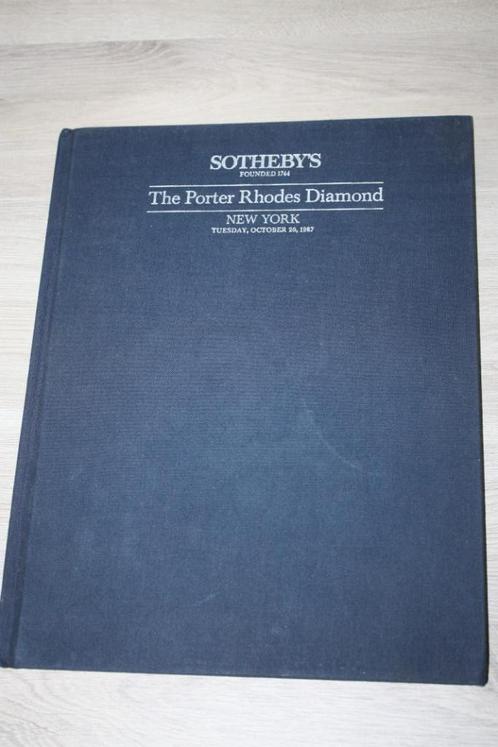 SOTHEBY'S
FOUNDED 1744
The Porter Rhodes Diamond
NEW YORK
TUESDAY, OCTOBER 20, 1987